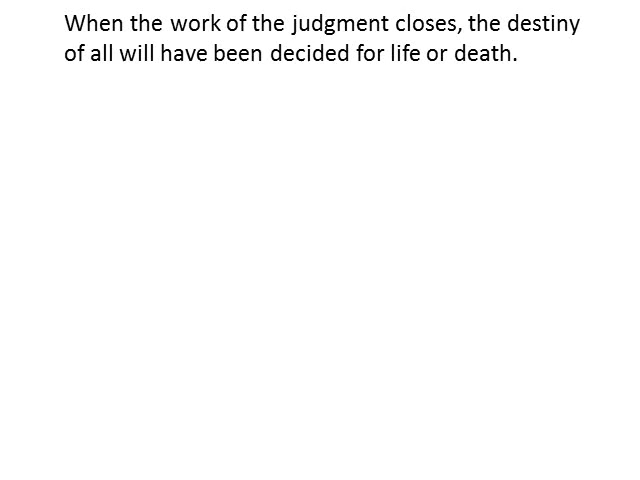 When the work of the judgment closes, the destiny
of all will have been decided for life or death.